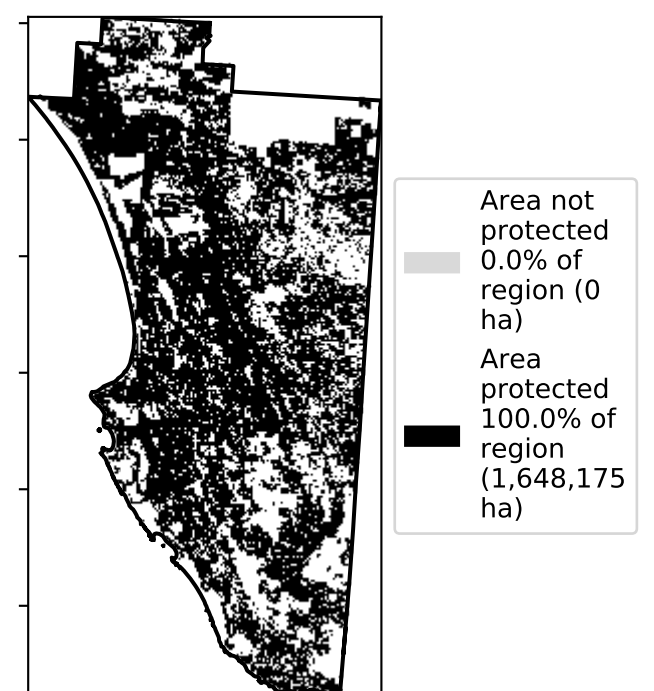 Area not
protected
0.0% of
region (0
ha)
Area
protected
100.0% of
region
(1,648,175
ha)